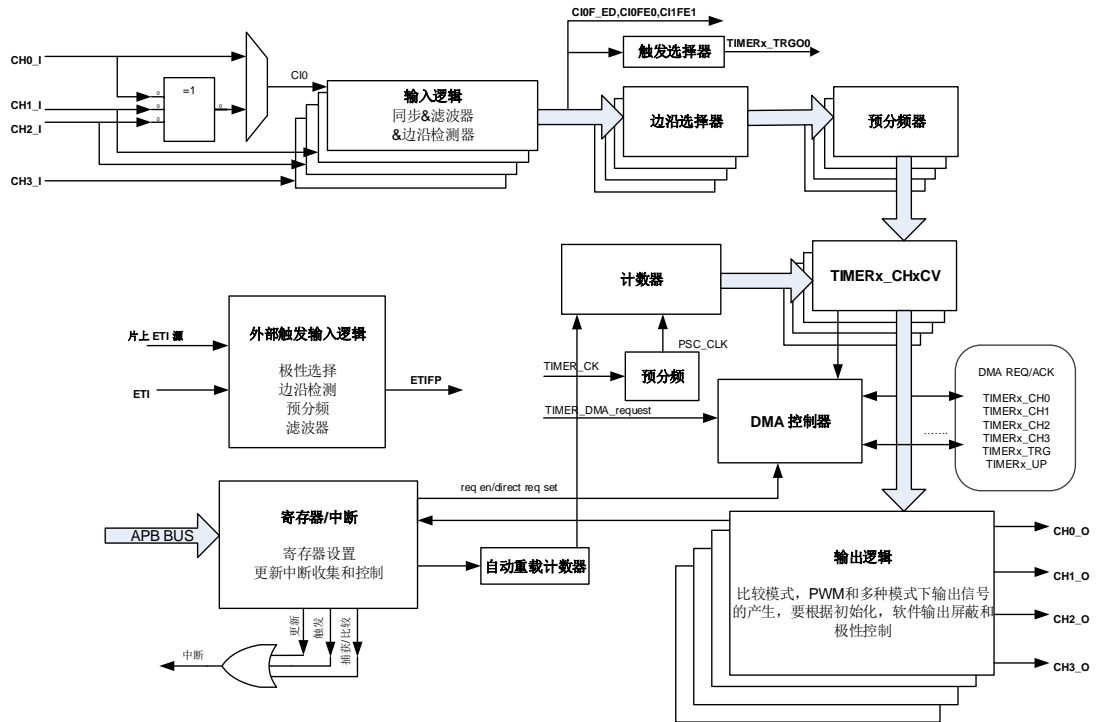 CI0F_ED,CI0FE0,CI1FE1
触发选择器
TIMERx_TRGO0
CH0_I
CH1_I
CH2_I
CH3_I
=1
CI0
输入逻辑
同步&滤波器
&边沿检测器
边沿选择器
预分频器
计数器
TIMERx_CHxCV
片上 ETI 源
ETI
外部触发输入逻辑
极性选择
边沿检测
预分频
滤波器
ETIFP
TIMER_CK
预分频
PSC_CLK
TIMER_DMA_request
DMA 控制器
DMA REQ/ACK
TIMERx_CH0
TIMERx_CH1
TIMERx_CH2
TIMERx_CH3
TIMERx_TRG
TIMERx_UP
........
req en/direct req set
APB BUS
寄存器/中断
寄存器设置
更新中断收集和控制
自动重载计数器
更新
触发
捕获/比较
中断
输出逻辑
比较模式，PWM和多种模式下输出信号
的产生，要根据初始化，软件输出屏蔽和
极性控制
CH0_O
CH1_O
CH2_O
CH3_O